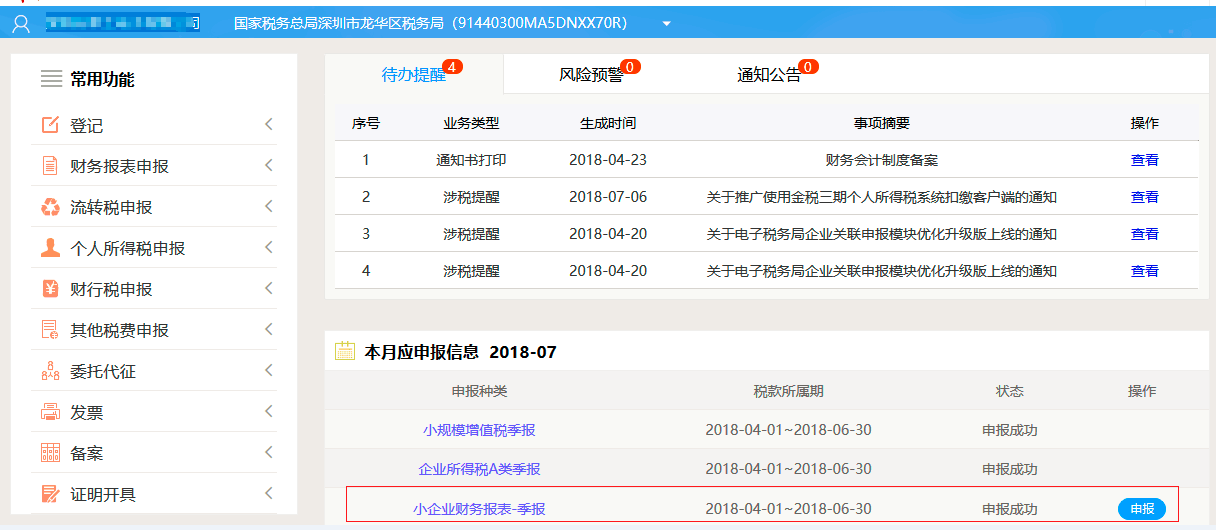 国家税务总局深圳市龙华区税务局（91440300MA5DNXX70R）
常用功能
登记
财务报表申报
流转税申报
个人所得税申报
财行税申报
其他税费申报
委托代征
发票
备案
证明开具
待办提醒 4 风险预警 0 通知公告 0
序号 业务类型 生成时间 事项摘要 操作
1 通知书打印 2018-04-23 财务会计制度备案 查看
2 涉税提醒 2018-07-06 关于推广使用金税三期个人所得税系统扣缴客户端的通知 查看
3 涉税提醒 2018-04-20 关于电子税务局企业关联申报模块优化升级版上线的通知 查看
4 涉税提醒 2018-04-20 关于电子税务局企业关联申报模块优化升级版上线的通知 查看
本月应申报信息 2018-07
申报种类 税款所属期 状态 操作
小规模增值税季报 2018-04-01~2018-06-30 申报成功
企业所得税A类季报 2018-04-01~2018-06-30 申报成功
小企业财务报表-季报 2018-04-01~2018-06-30 申报成功 申报